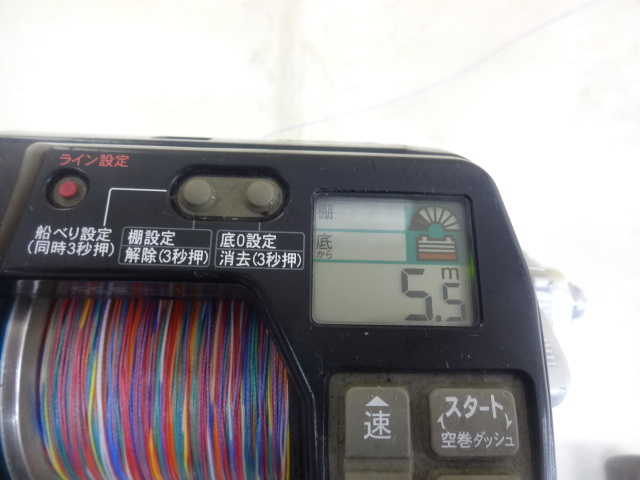 ライン設定
船べり設定
(同時3秒押)
棚設定
解除(3秒押)
底0設定
消去(3秒押)
棚
底
から
5.5m
速
スタート
空巻ダッシュ